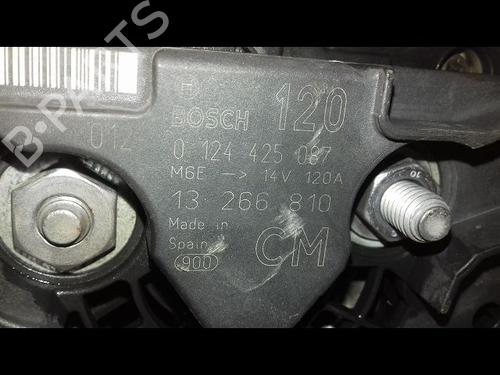 BOSCH 120
012 0 124 425 087
M6E -> 14V 120A
13 266 810
Made in
Spain CM
900
B-PARTS